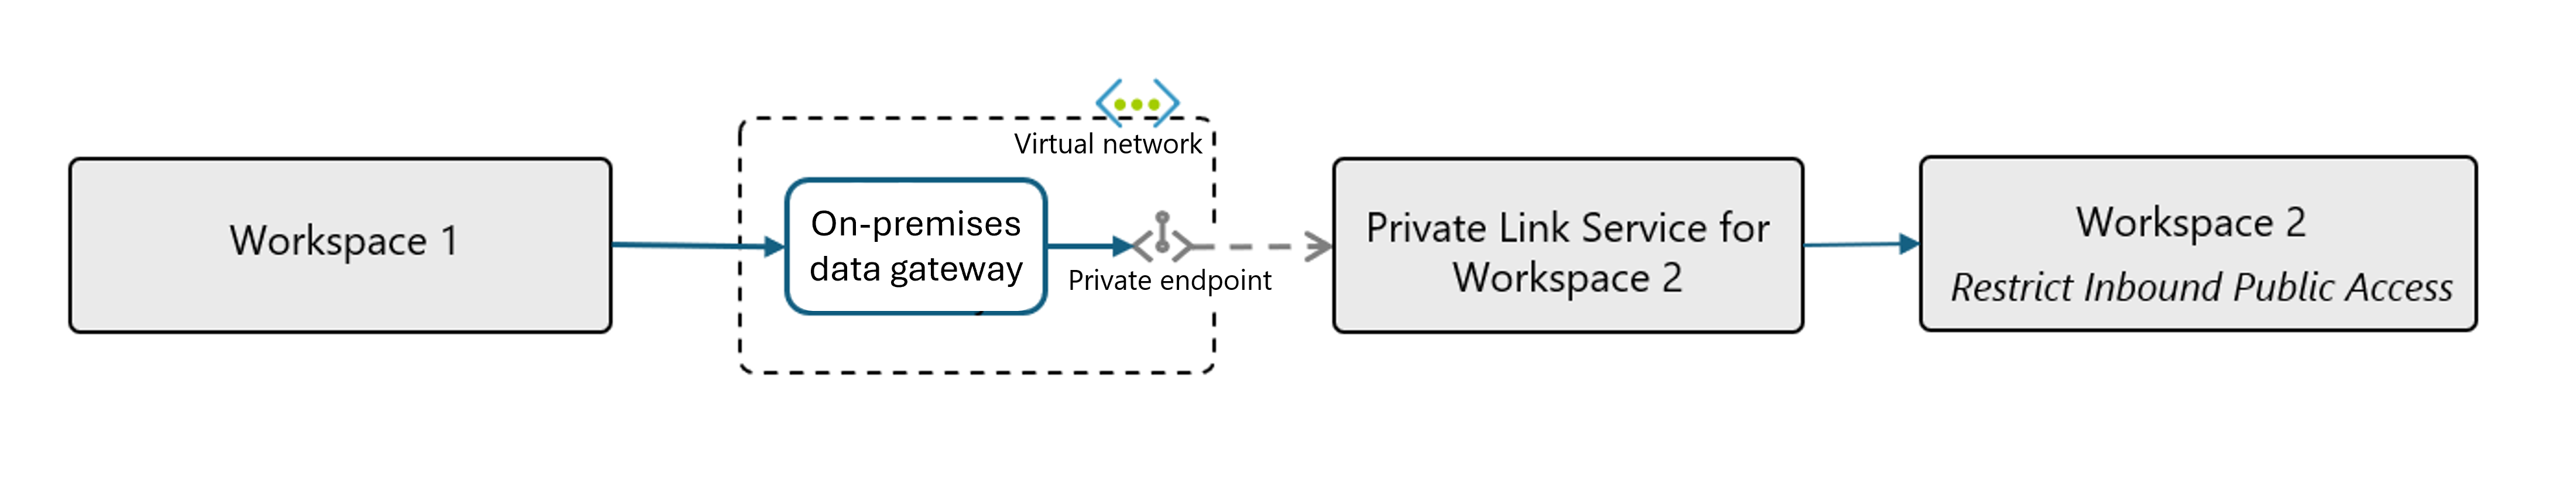 Virtual network
Workspace 1
On-premises
data gateway
Private endpoint
Private Link Service for
Workspace 2
Workspace 2
Restrict Inbound Public Access